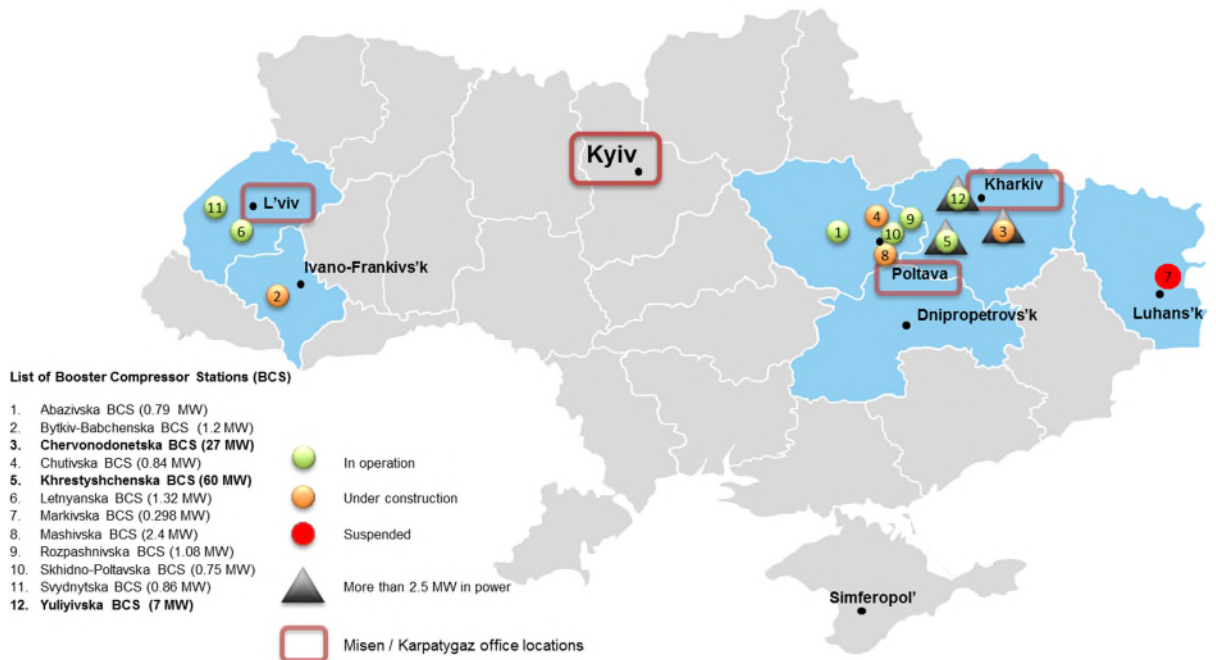 Kyiv
12
Kharkiv
11
L'viv
4
9
1
10
5
3
6
8
Poltava
7
2
Ivano-Frankivs'k
Luhans'k
Dnipropetrovs'k
List of Booster Compressor Stations (BCS)
1. Abazivska BCS (0.79 MW)
2. Bytkiv-Babchenska BCS (1.2 MW)
3. Chervonodonetska BCS (27 MW)
4. Chutivska BCS (0.84 MW)
5. Khrestyshchenska BCS (60 MW)
6. Letnyanska BCS (1.32 MW)
7. Markivska BCS (0.298 MW)
8. Mashivska BCS (2.4 MW)
9. Rozpashnivska BCS (1.08 MW)
10. Skhidno-Poltavska BCS (0.75 MW)
11. Svydnytska BCS (0.86 MW)
12. Yuliyivska BCS (7 MW)
In operation
Under construction
Suspended
More than 2.5 MW in power
Misen / Karpatygaz office locations
Simferopol'